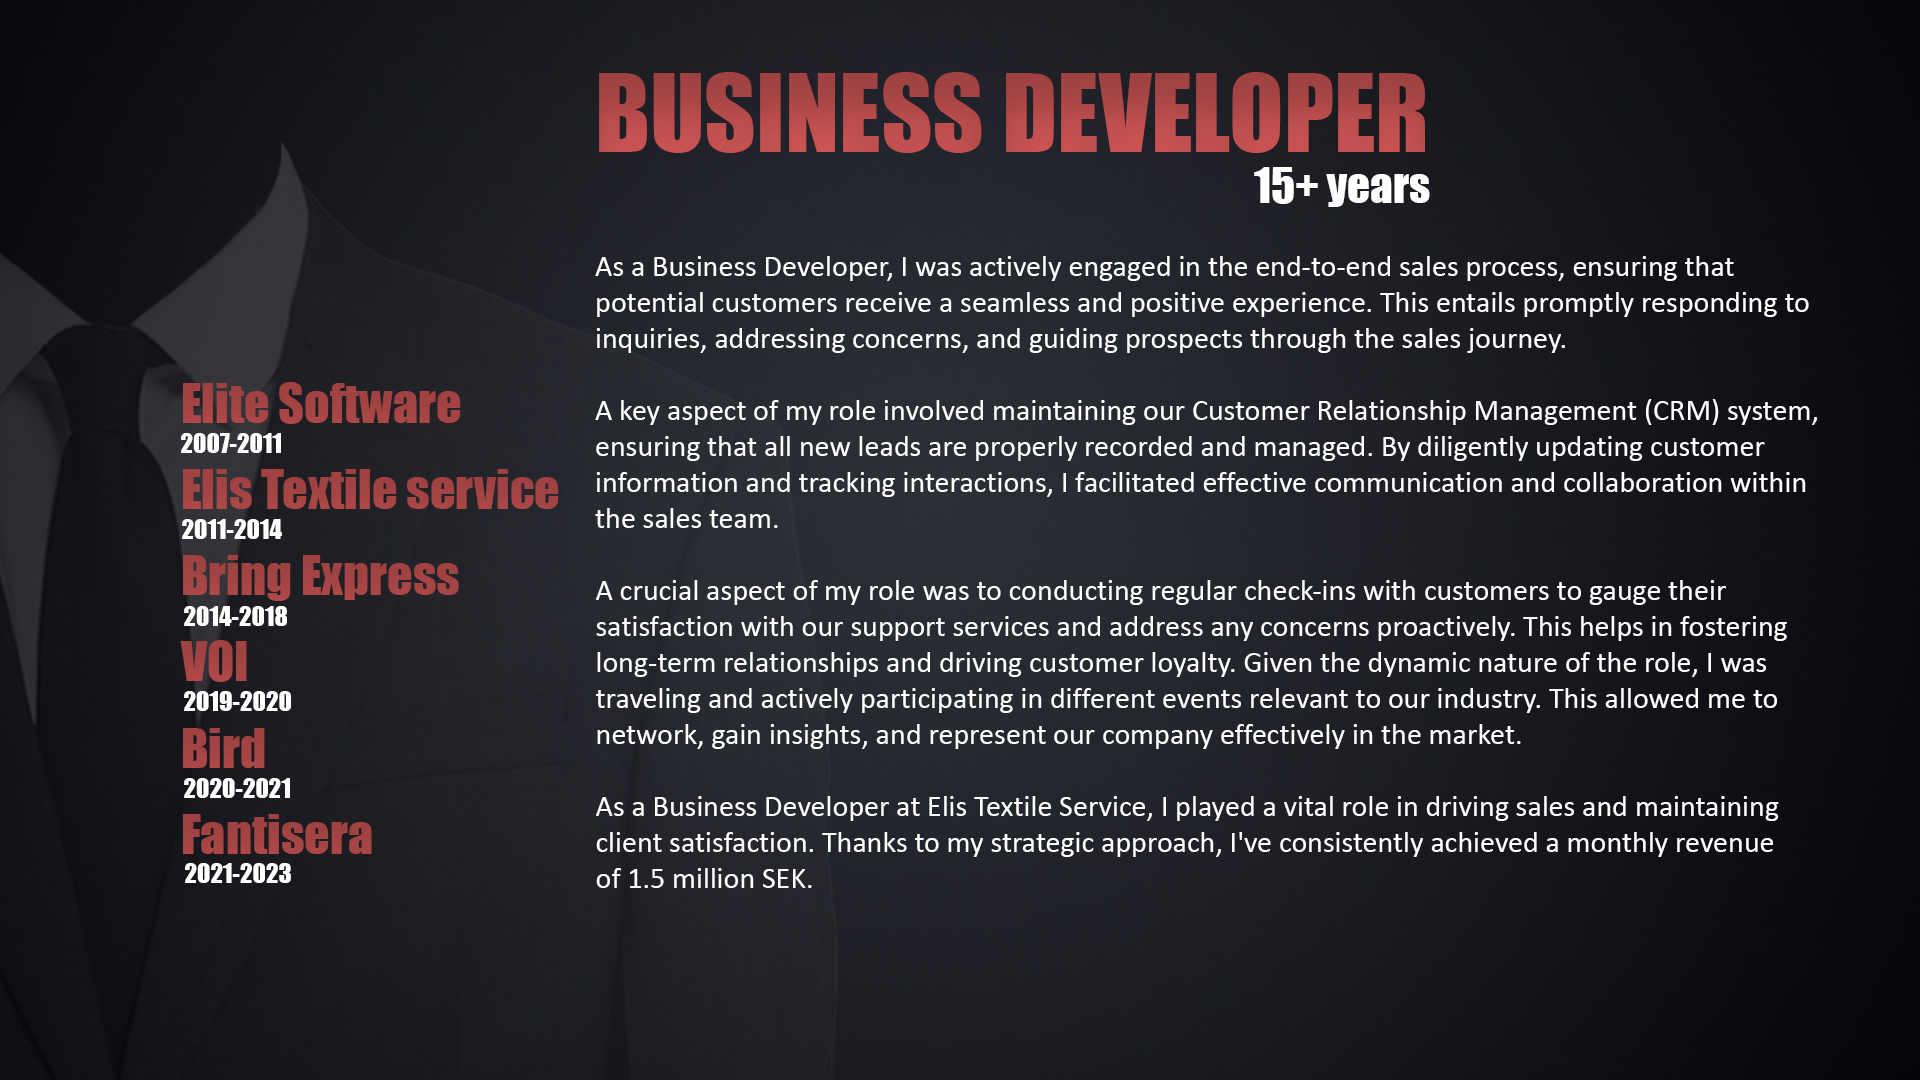 BUSINESS DEVELOPER
15+ years
As a Business Developer, I was actively engaged in the end-to-end sales process, ensuring that
potential customers receive a seamless and positive experience. This entails promptly responding to
inquiries, addressing concerns, and guiding prospects through the sales journey.
A key aspect of my role involved maintaining our Customer Relationship Management (CRM) system,
ensuring that all new leads are properly recorded and managed. By diligently updating customer
information and tracking interactions, I facilitated effective communication and collaboration within
the sales team.
A crucial aspect of my role was to conducting regular check-ins with customers to gauge their
satisfaction with our support services and address any concerns proactively. This helps in fostering
long-term relationships and driving customer loyalty. Given the dynamic nature of the role, I was
traveling and actively participating in different events relevant to our industry. This allowed me to
network, gain insights, and represent our company effectively in the market.
As a Business Developer at Elis Textile Service, I played a vital role in driving sales and maintaining
client satisfaction. Thanks to my strategic approach, I've consistently achieved a monthly revenue
of 1.5 million SEK.
Elite Software
2007-2011
Elis Textile service
2011-2014
Bring Express
2014-2018
VOI
2019-2020
Bird
2020-2021
Fantisera
2021-2023